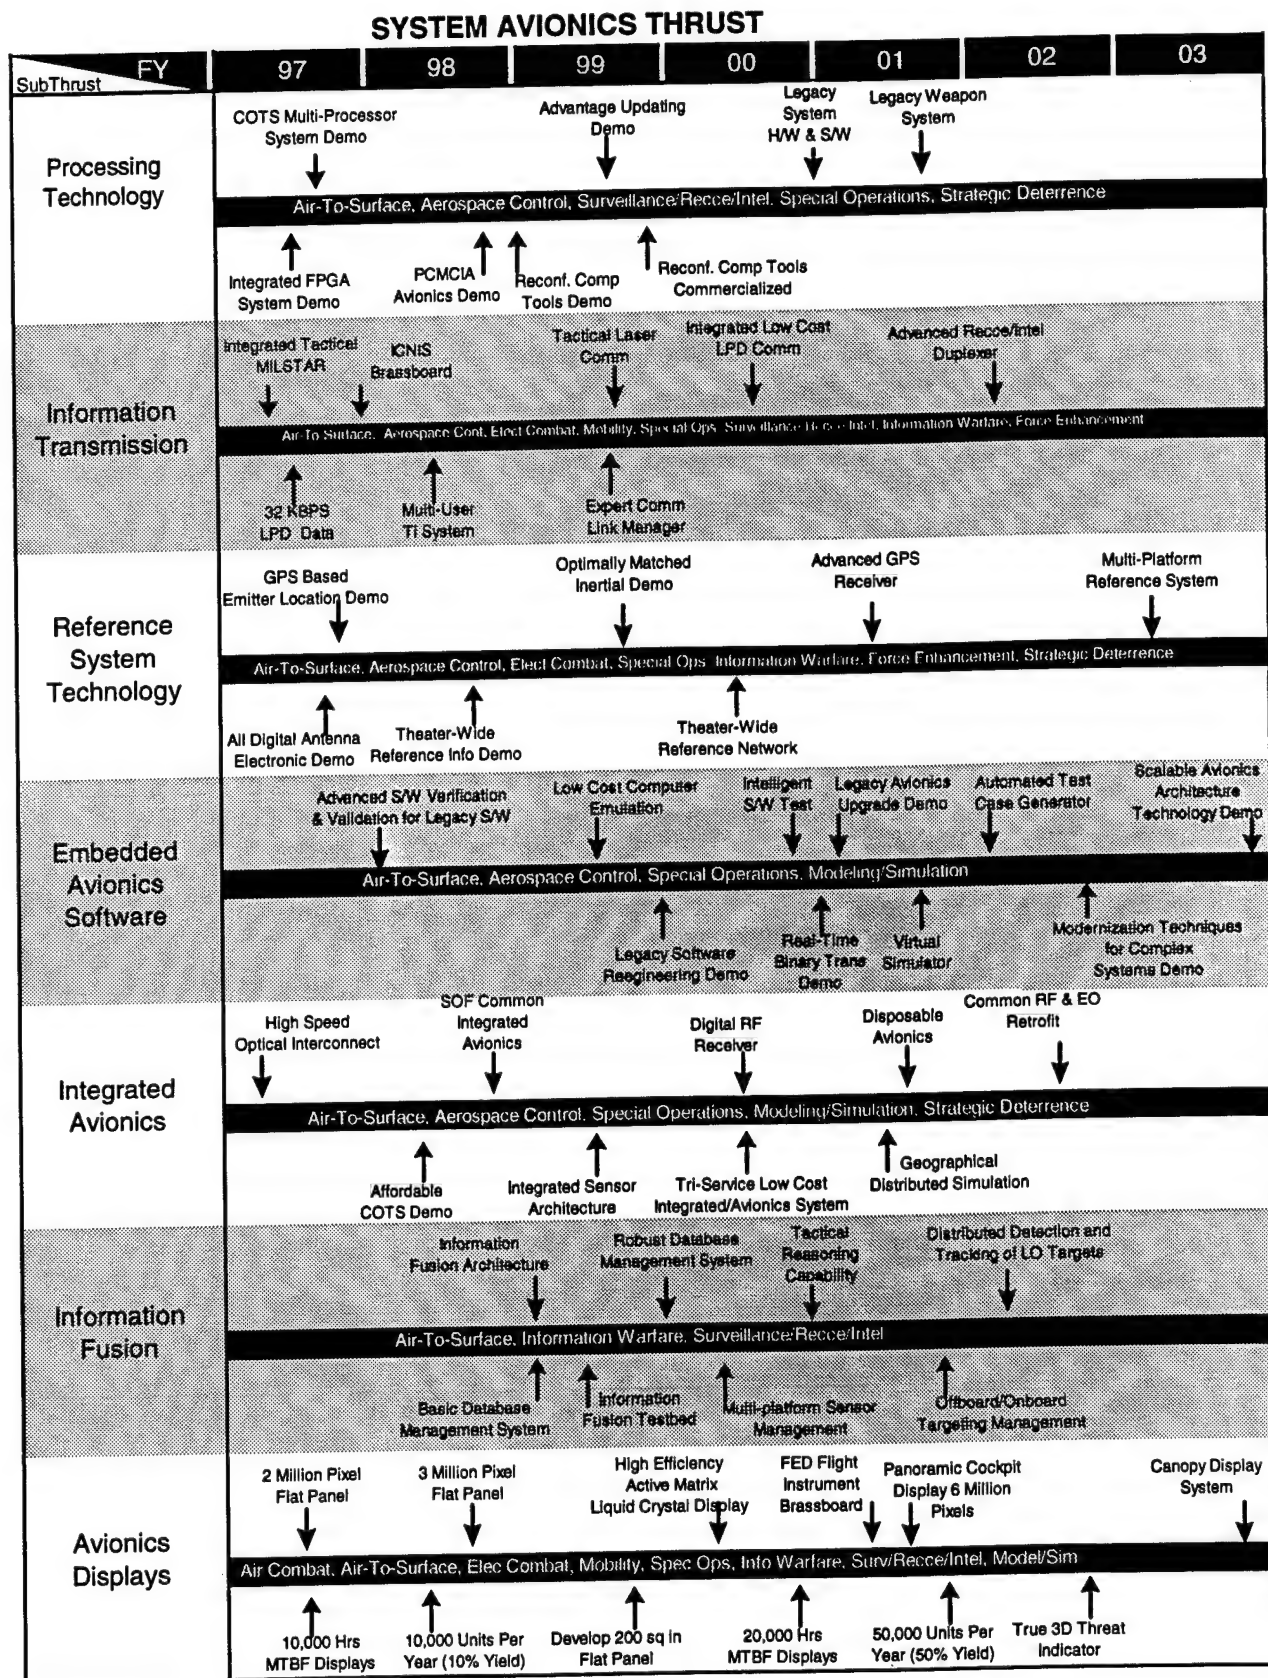 SYSTEM AVIONICS THRUST
SubThrust FY 97 98 99 00 01 02 03
Processing
Technology
COTS Multi-Processor
System Demo
Advantage Updating
Demo
Legacy
System
H/W & S/W
Legacy Weapon
System
Air-To-Surface, Aerospace Control, Surveillance/Recce/Intel, Special Operations, Strategic Deterrence
Integrated FPGA
System Demo
PCMCIA
Avionics Demo
Reconf. Comp
Tools Demo
Reconf. Comp Tools
Commercialized
Information
Transmission
Integrated Tactical
MILSTAR
ICNIS
Brassboard
Tactical Laser
Comm
Integrated Low Cost
LPD Comm
Advanced Recce/Intel
Duplexer
Air-To Surface, Aerospace Cont, Elect Combat, Mobility, Special Ops, Surveillance Recce Intel, Information Warfare, Force Enhancement
32 KBPS
LPD Data
Multi-User
TI System
Expert Comm
Link Manager
Reference
System
Technology
GPS Based
Emitter Location Demo
Optimally Matched
Inertial Demo
Advanced GPS
Receiver
Multi-Platform
Reference System
Air-To-Surface, Aerospace Control, Elect Combat, Special Ops Information Warfare, Force Enhancement, Strategic Deterrence
All Digital Antenna
Electronic Demo
Theater-Wide
Reference Info Demo
Theater-Wide
Reference Network
Embedded
Avionics
Software
Advanced S/W Verification
& Validation for Legacy S/W
Low Cost Computer
Emulation
Intelligent
S/W Test
Legacy Avionics
Upgrade Demo
Automated Test
Case Generator
Scalable Avionics
Architecture
Technology Demo
Air-To-Surface, Aerospace Control, Special Operations, Modeling/Simulation
Legacy Software
Reegineering Demo
Real-Time
Binary Trans
Demo
Virtual
Simulator
Modernization Techniques
for Complex
Systems Demo
Integrated
Avionics
High Speed
Optical Interconnect
SOF Common
Integrated
Avionics
Digital RF
Receiver
Disposable
Avionics
Common RF & EO
Retrofit
Air-To-Surface, Aerospace Control, Special Operations, Modeling/Simulation, Strategic Deterrence
Affordable
COTS Demo
Integrated Sensor
Architecture
Tri-Service Low Cost
Integrated/Avionics System
Geographical
Distributed Simulation
Information
Fusion
Information
Fusion Architecture
Robust Database
Management System
Tactical
Reasoning
Capability
Distributed Detection and
Tracking of LO Targets
Air-To-Surface, Information Warfare, Surveillance/Recce/Intel
Basic Database
Management System
Information
Fusion Testbed
Multi-platform Sensor
Management
Offboard/Onboard
Targeting Management
Avionics
Displays
2 Million Pixel
Flat Panel
3 Million Pixel
Flat Panel
High Efficiency
Active Matrix
Liquid Crystal Display
FED Flight
Instrument
Brassboard
Panoramic Cockpit
Display 6 Million
Pixels
Canopy Display
System
Air Combat, Air-To-Surface, Elec Combat, Mobility, Spec Ops, Info Warfare, Surv/Recce/Intel, Model/Sim
10,000 Hrs
MTBF Displays
10,000 Units Per
Year (10% Yield)
Develop 200 sq in
Flat Panel
20,000 Hrs
MTBF Displays
50,000 Units Per
Year (50% Yield)
True 3D Threat
Indicator